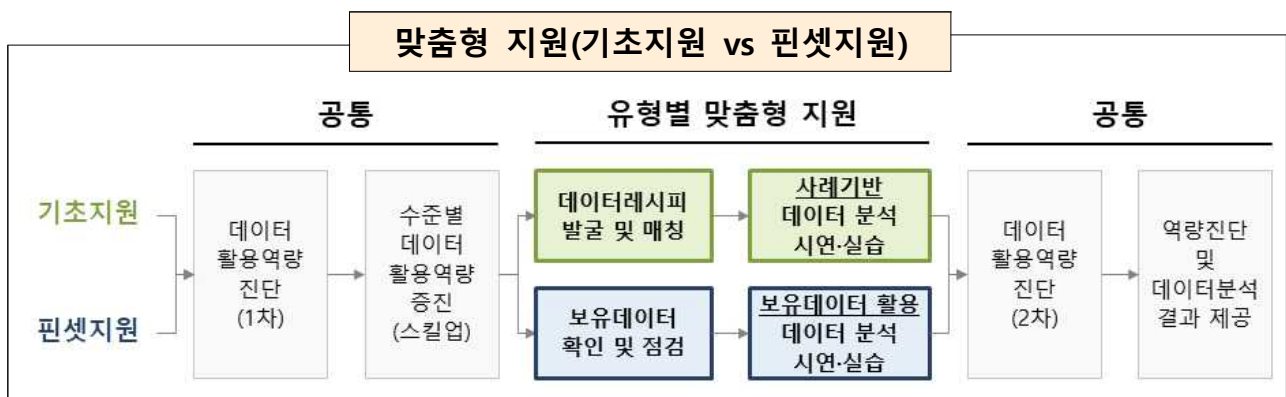 맞춤형 지원(기초지원 vs 핀셋지원)
공통
유형별 맞춤형 지원
공통
기초지원
핀셋지원
데이터
활용역량
진단
(1차)
수준별
데이터
활용역량
증진
(스킬업)
데이터레시피
발굴 및 매칭
사례기반
데이터 분석
시연·실습
보유데이터
확인 및 점검
보유데이터 활용
데이터 분석
시연·실습
데이터
활용역량
진단
(2차)
역량진단
및
데이터분석
결과 제공